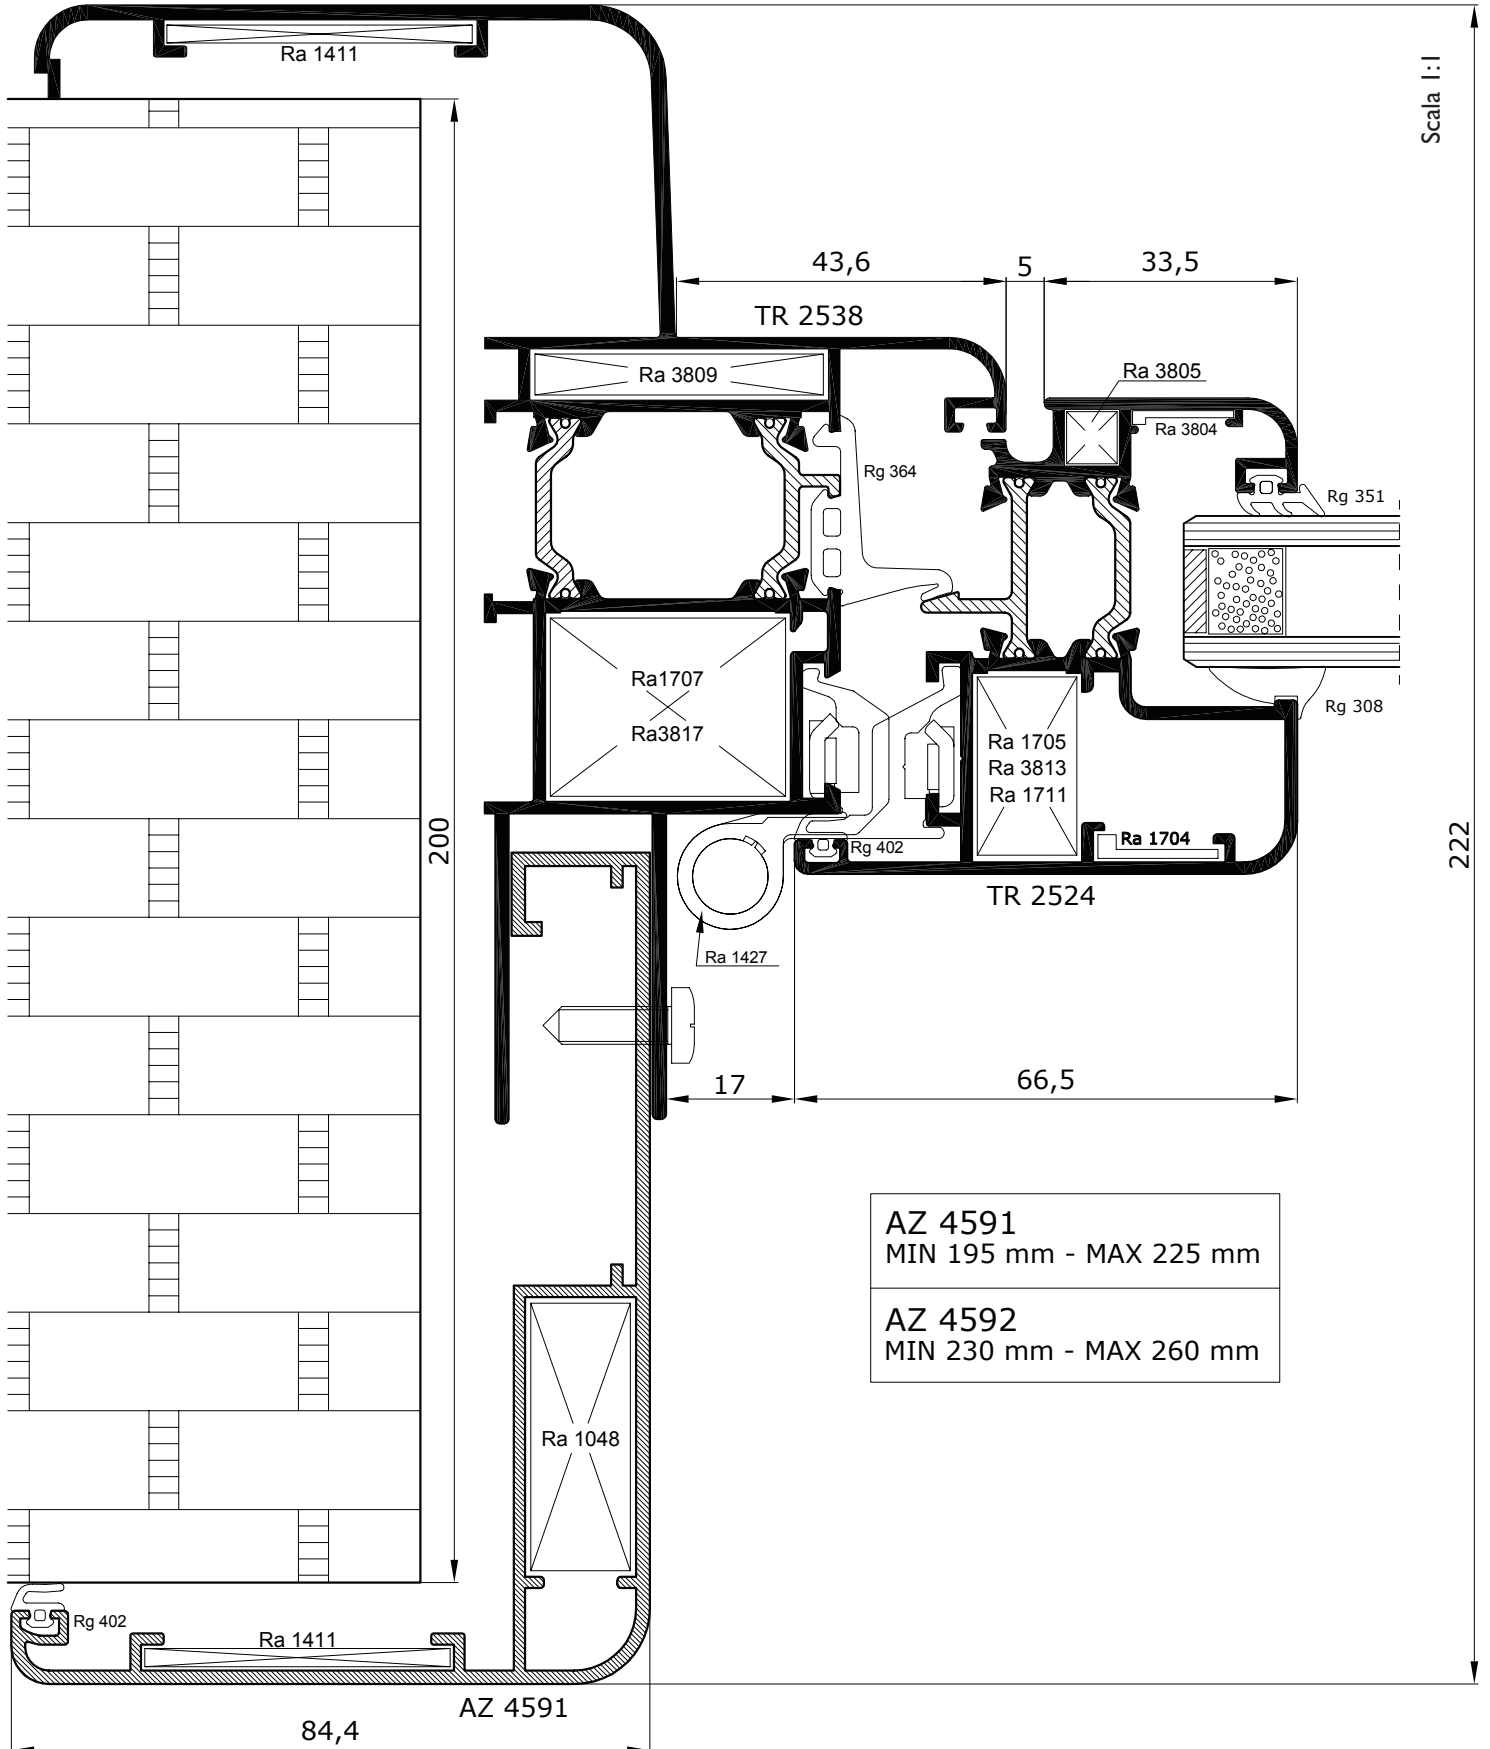 Ra 1411
Scala 1:1
43,6
5
33,5
TR 2538
Ra 3809
Ra 3805
Ra 3804
Rg 364
Rg 351
Ra1707
Ra3817
Rg 308
Ra 1705
Ra 3813
Ra 1711
200
222
Ra 1704
Rg 402
TR 2524
Ra 1427
17
66,5
AZ 4591
MIN 195 mm - MAX 225 mm
AZ 4592
MIN 230 mm - MAX 260 mm
Ra 1048
Rg 402
Ra 1411
AZ 4591
84,4